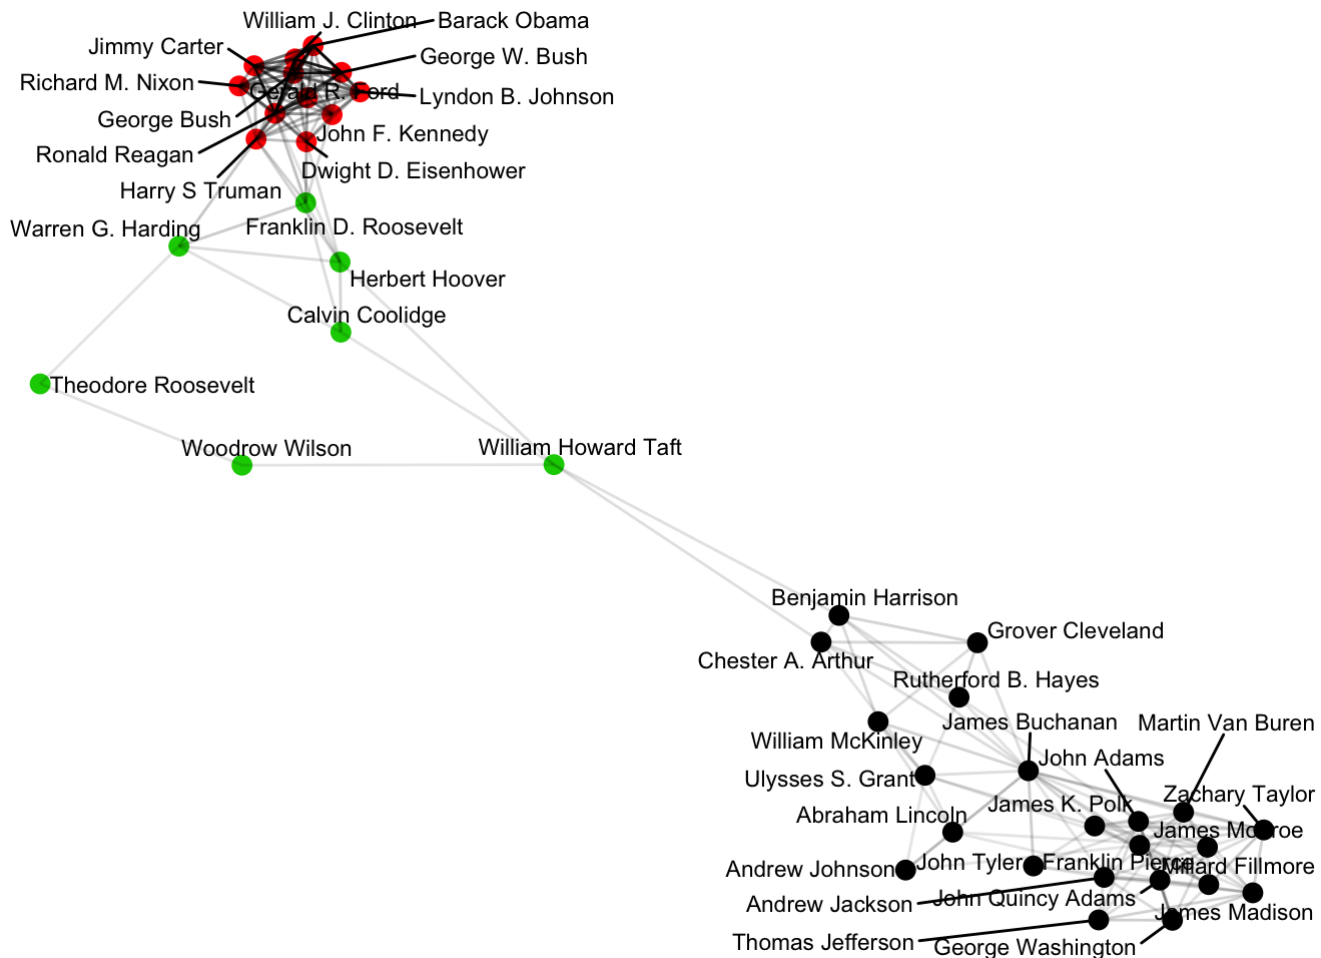 William J. Clinton
Barack Obama
Jimmy Carter
George W. Bush
Richard M. Nixon
Gerald R. Ford
Lyndon B. Johnson
George Bush
John F. Kennedy
Ronald Reagan
Dwight D. Eisenhower
Harry S Truman
Warren G. Harding
Franklin D. Roosevelt
Herbert Hoover
Calvin Coolidge
Theodore Roosevelt
Woodrow Wilson
William Howard Taft
Benjamin Harrison
Grover Cleveland
Chester A. Arthur
Rutherford B. Hayes
James Buchanan
Martin Van Buren
William McKinley
John Adams
Ulysses S. Grant
Zachary Taylor
James K. Polk
Abraham Lincoln
James Monroe
Andrew Johnson
John Tyler
Franklin Pierce
Millard Fillmore
Andrew Jackson
John Quincy Adams
James Madison
Thomas Jefferson
George Washington